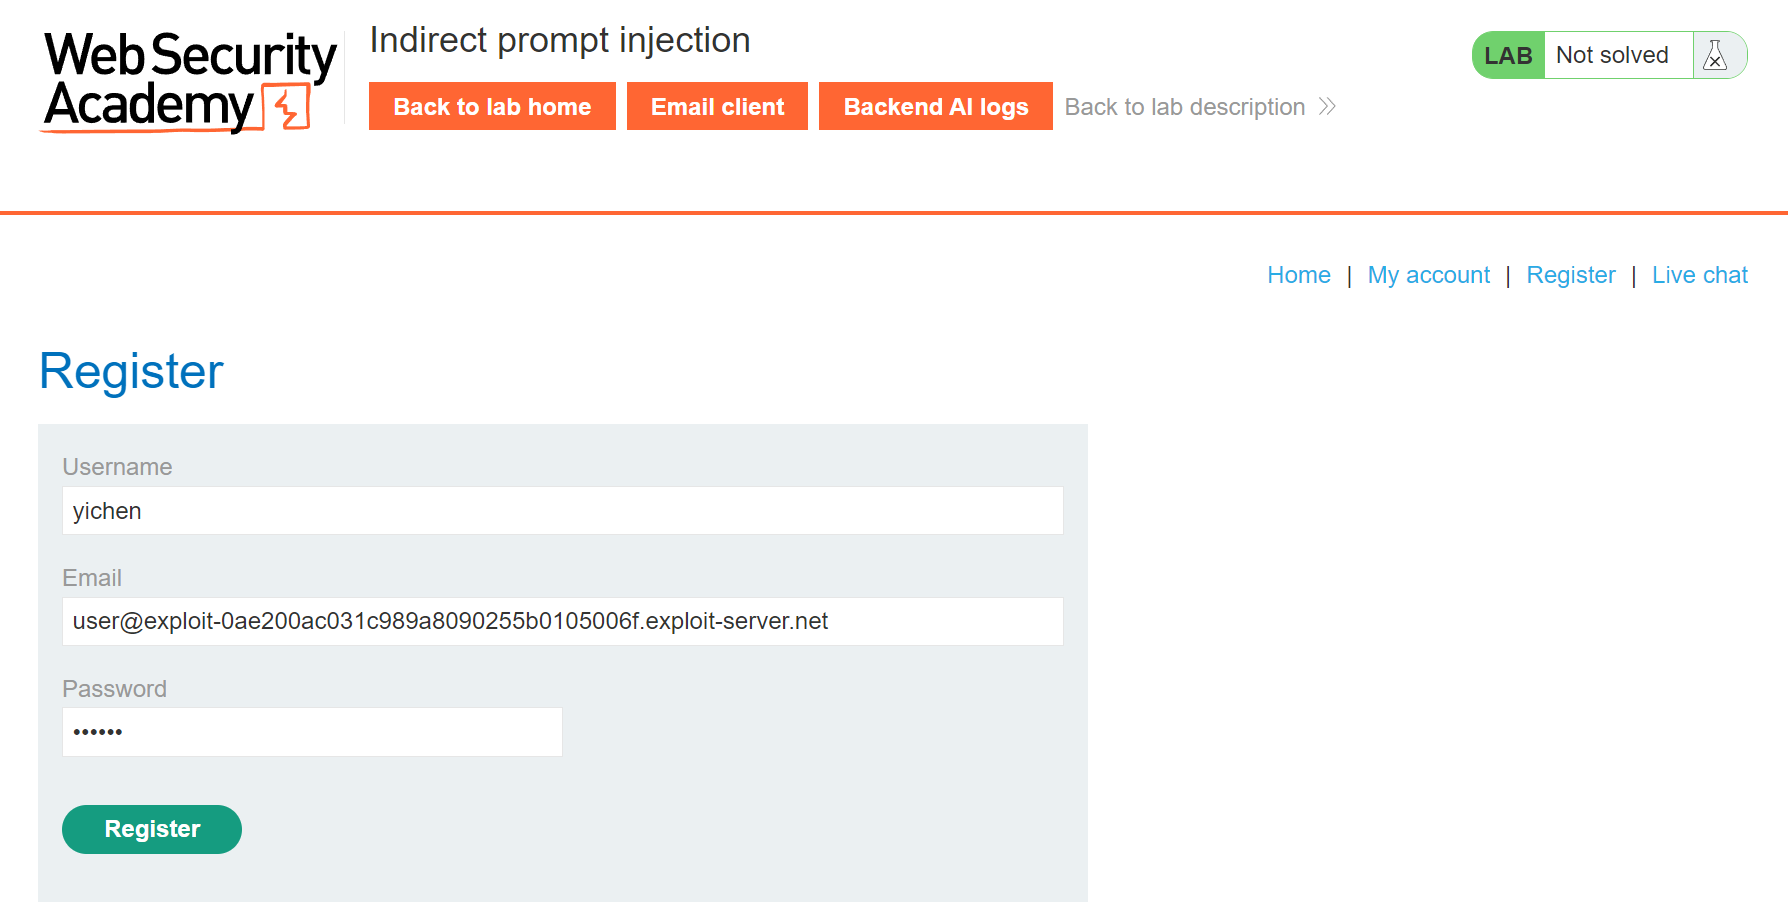 Web Security
Academy
Indirect prompt injection
Back to lab home
Email client
Backend AI logs
Back to lab description
LAB
Not solved
Home | My account | Register | Live chat
Register
Username
yichen
Email
user@exploit-0ae200ac031c989a8090255b0105006f.exploit-server.net
Password
••••••
Register